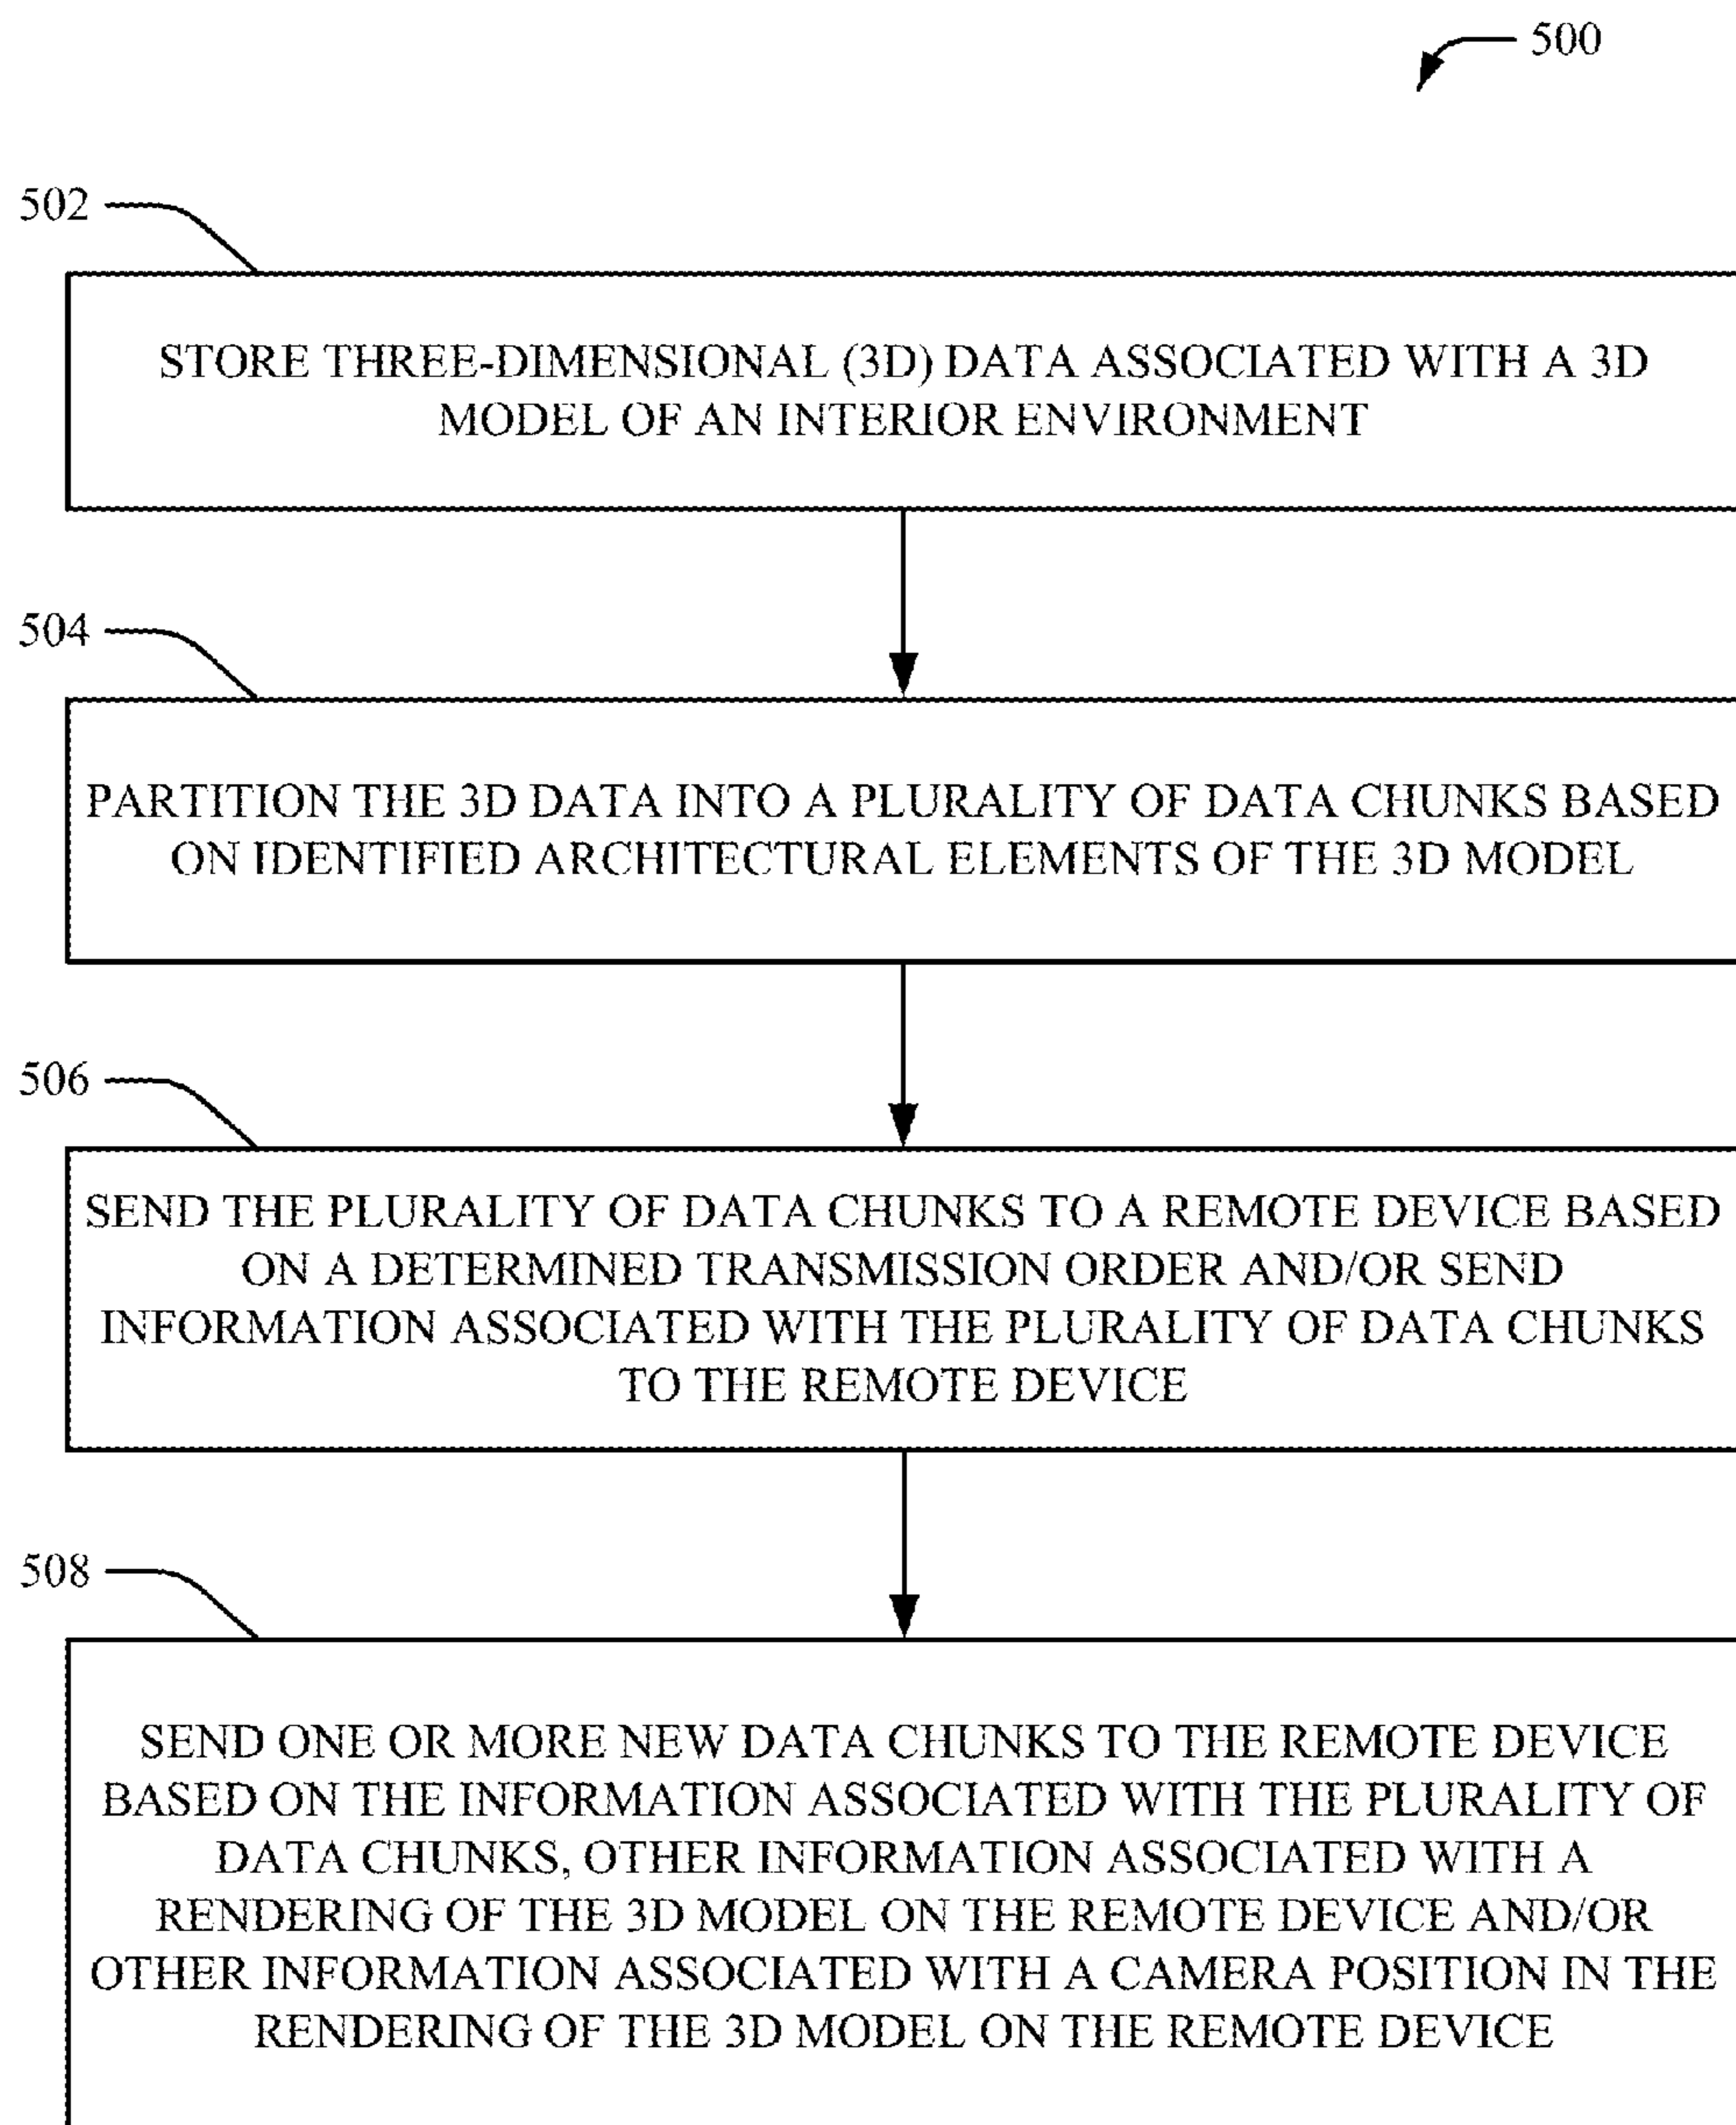 500
502
STORE THREE-DIMENSIONAL (3D) DATA ASSOCIATED WITH A 3D
MODEL OF AN INTERIOR ENVIRONMENT
504
PARTITION THE 3D DATA INTO A PLURALITY OF DATA CHUNKS BASED
ON IDENTIFIED ARCHITECTURAL ELEMENTS OF THE 3D MODEL
506
SEND THE PLURALITY OF DATA CHUNKS TO A REMOTE DEVICE BASED
ON A DETERMINED TRANSMISSION ORDER AND/OR SEND
INFORMATION ASSOCIATED WITH THE PLURALITY OF DATA CHUNKS
TO THE REMOTE DEVICE
508
SEND ONE OR MORE NEW DATA CHUNKS TO THE REMOTE DEVICE
BASED ON THE INFORMATION ASSOCIATED WITH THE PLURALITY OF
DATA CHUNKS, OTHER INFORMATION ASSOCIATED WITH A
RENDERING OF THE 3D MODEL ON THE REMOTE DEVICE AND/OR
OTHER INFORMATION ASSOCIATED WITH A CAMERA POSITION IN THE
RENDERING OF THE 3D MODEL ON THE REMOTE DEVICE